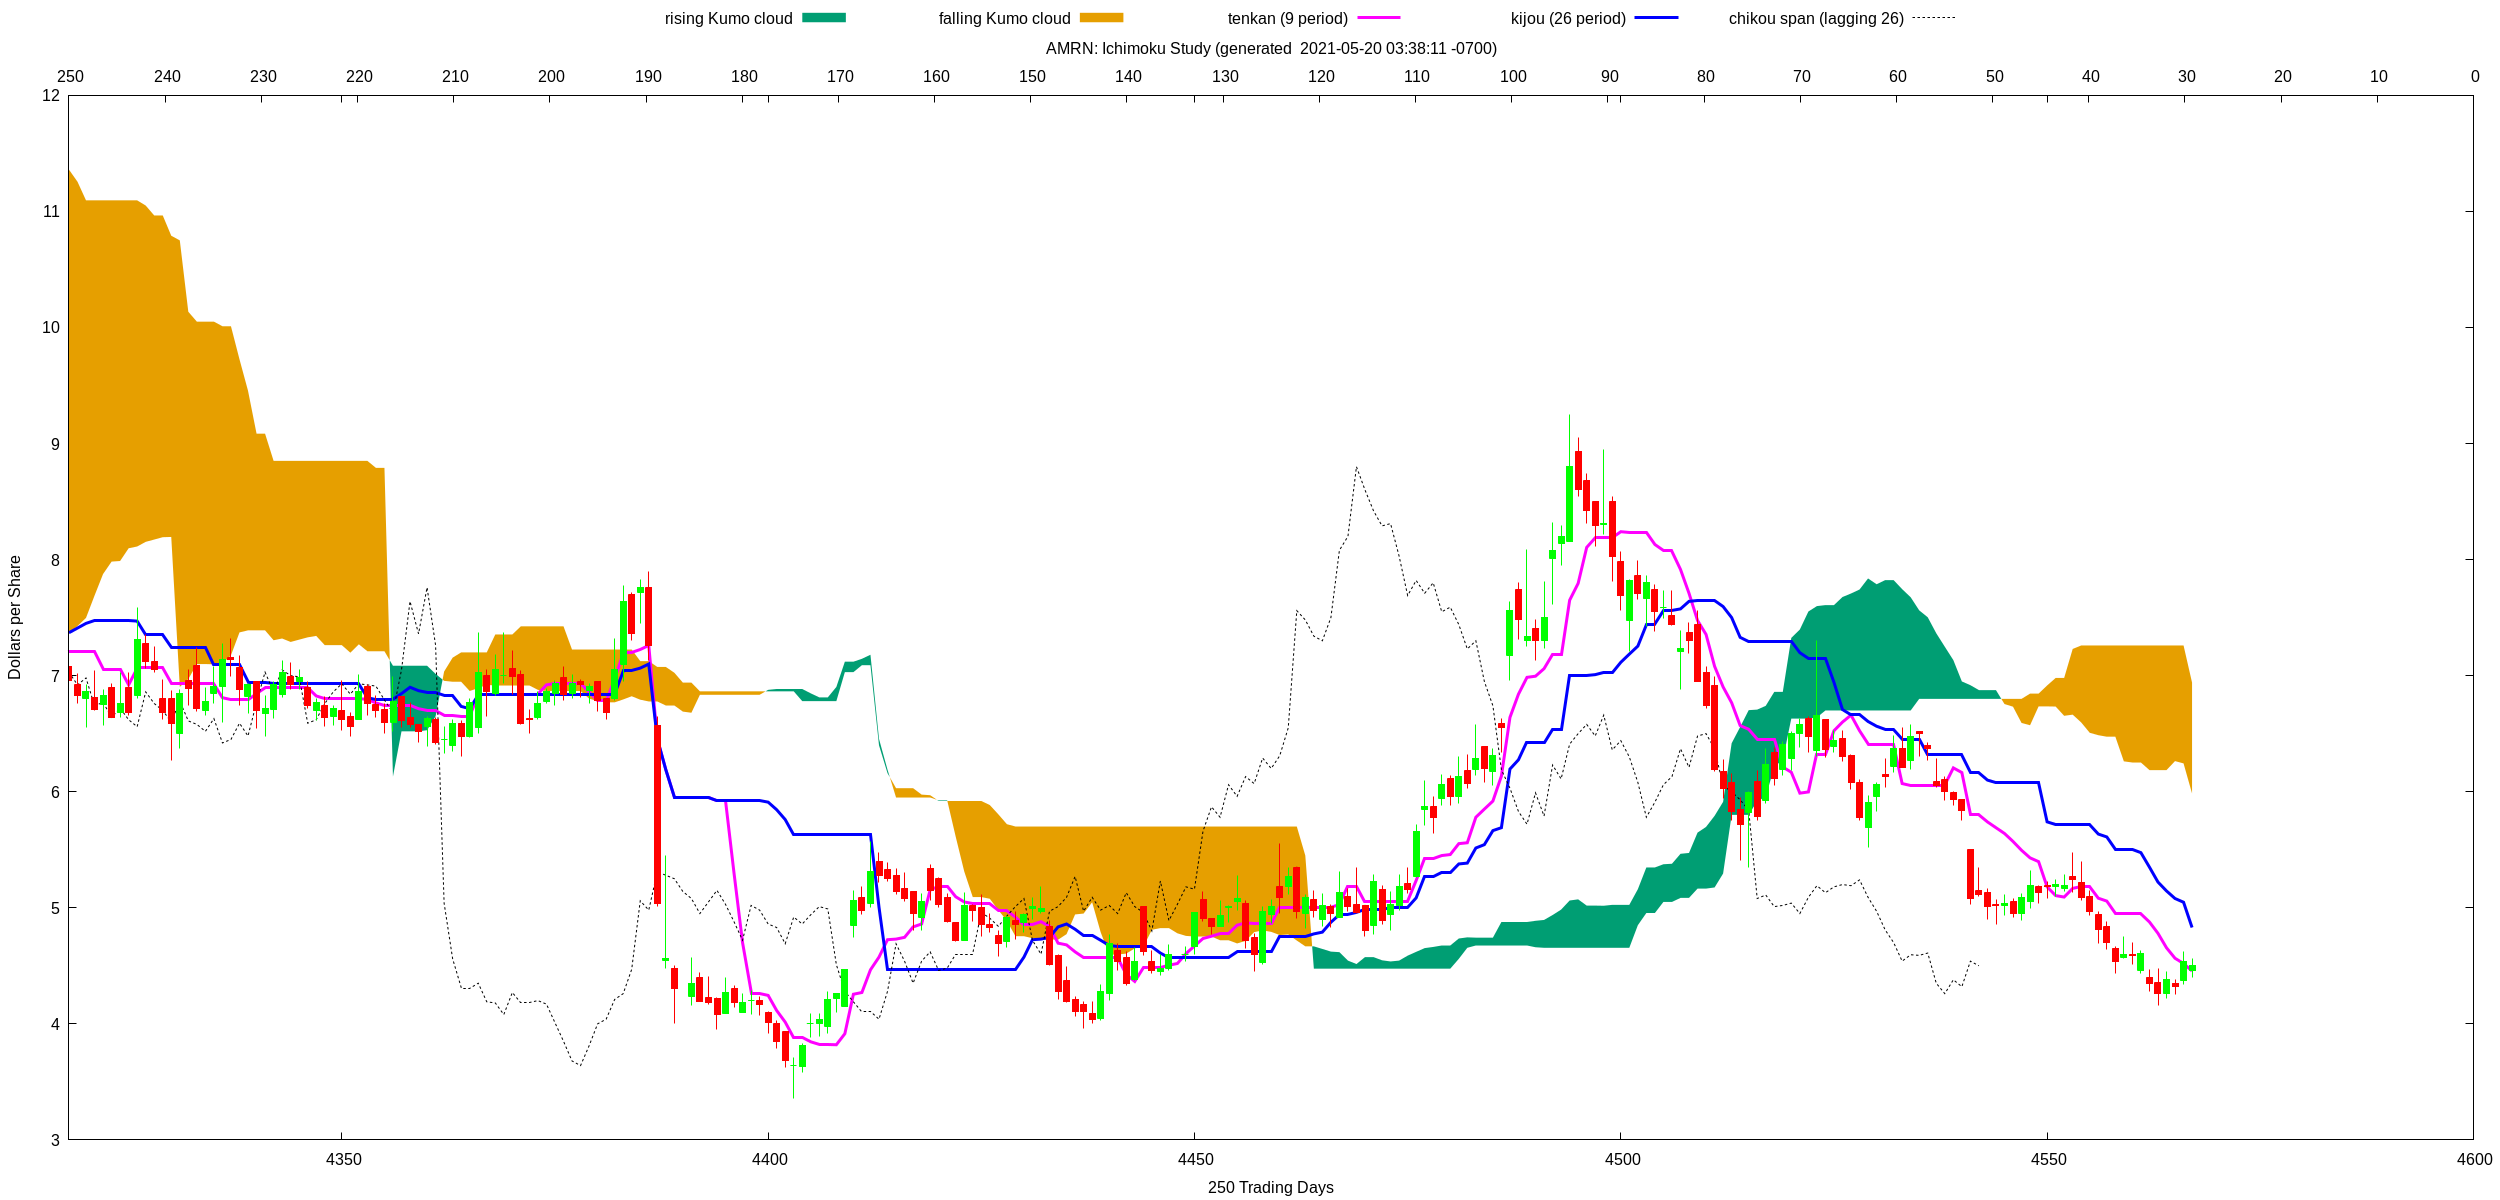 rising Kumo cloud falling Kumo cloud tenkan (9 period) kijou (26 period) chikou span (lagging 26)
AMRN: Ichimoku Study (generated  2021-05-20 03:38:11 -0700)
250 240 230 220 210 200 190 180 170 160 150 140 130 120 110 100 90 80 70 60 50 40 30 20 10 0
12
11
10
9
8
7
6
5
4
3
Dollars per Share
4350 4400 4450 4500 4550 4600
250 Trading Days